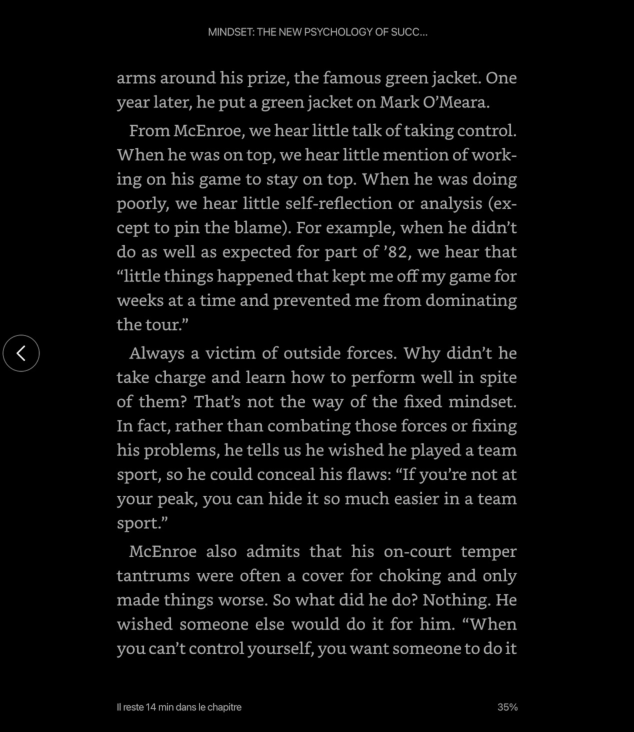 MINDSET: THE NEW PSYCHOLOGY OF SUCC...
arms around his prize, the famous green jacket. One
year later, he put a green jacket on Mark O’Meara.
From McEnroe, we hear little talk of taking control.
When he was on top, we hear little mention of work-
ing on his game to stay on top. When he was doing
poorly, we hear little self-reflection or analysis (ex-
cept to pin the blame). For example, when he didn’t
do as well as expected for part of ’82, we hear that
“little things happened that kept me off my game for
weeks at a time and prevented me from dominating
the tour.”
Always a victim of outside forces. Why didn’t he
take charge and learn how to perform well in spite
of them? That’s not the way of the fixed mindset.
In fact, rather than combating those forces or fixing
his problems, he tells us he wished he played a team
sport, so he could conceal his flaws: “If you’re not at
your peak, you can hide it so much easier in a team
sport.”
McEnroe also admits that his on-court temper
tantrums were often a cover for choking and only
made things worse. So what did he do? Nothing. He
wished someone else would do it for him. “When
you can’t control yourself, you want someone to do it
Il reste 14 min dans le chapitre
35%